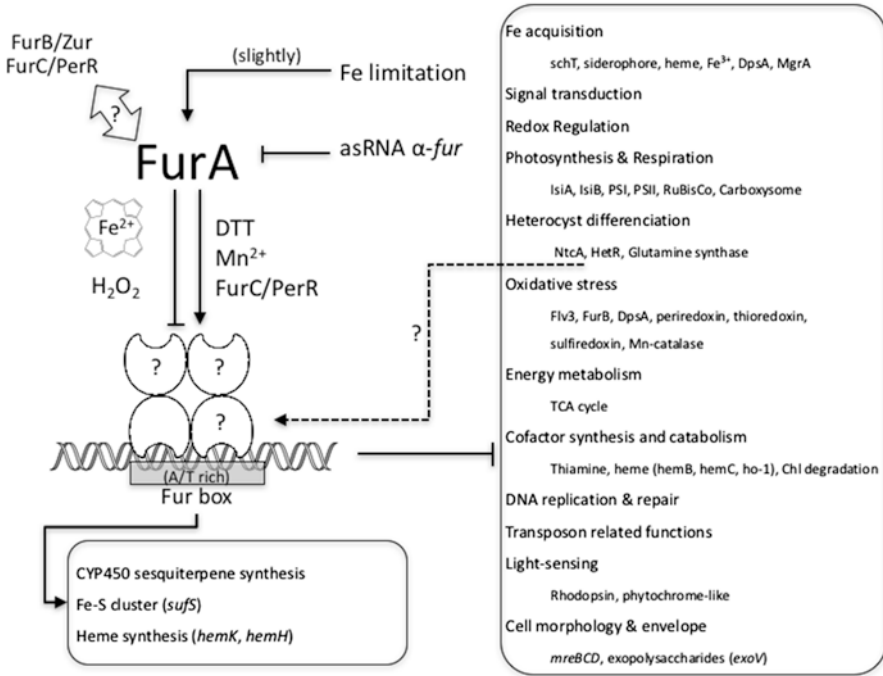 FurB/Zur
FurC/PerR
?
(slightly)
Fe limitation
FurA
asRNA α-fur
Fe²⁺
H₂O₂
DTT
Mn²⁺
FurC/PerR
?
?
?
?
(A/T rich)
Fur box
CYP450 sesquiterpene synthesis
Fe-S cluster (sufS)
Heme synthesis (hemK, hemH)
Fe acquisition
schT, siderophore, heme, Fe³⁺, DpsA, MgrA
Signal transduction
Redox Regulation
Photosynthesis & Respiration
IsiA, IsiB, PSI, PSII, RuBisCo, Carboxysome
Heterocyst differenciation
NtcA, HetR, Glutamine synthase
Oxidative stress
Flv3, FurB, DpsA, periredoxin, thioredoxin,
sulfiredoxin, Mn-catalase
Energy metabolism
TCA cycle
Cofactor synthesis and catabolism
Thiamine, heme (hemB, hemC, ho-1), Chl degradation
DNA replication & repair
Transposon related functions
Light-sensing
Rhodopsin, phytochrome-like
Cell morphology & envelope
mreBCD, exopolysaccharides (exoV)